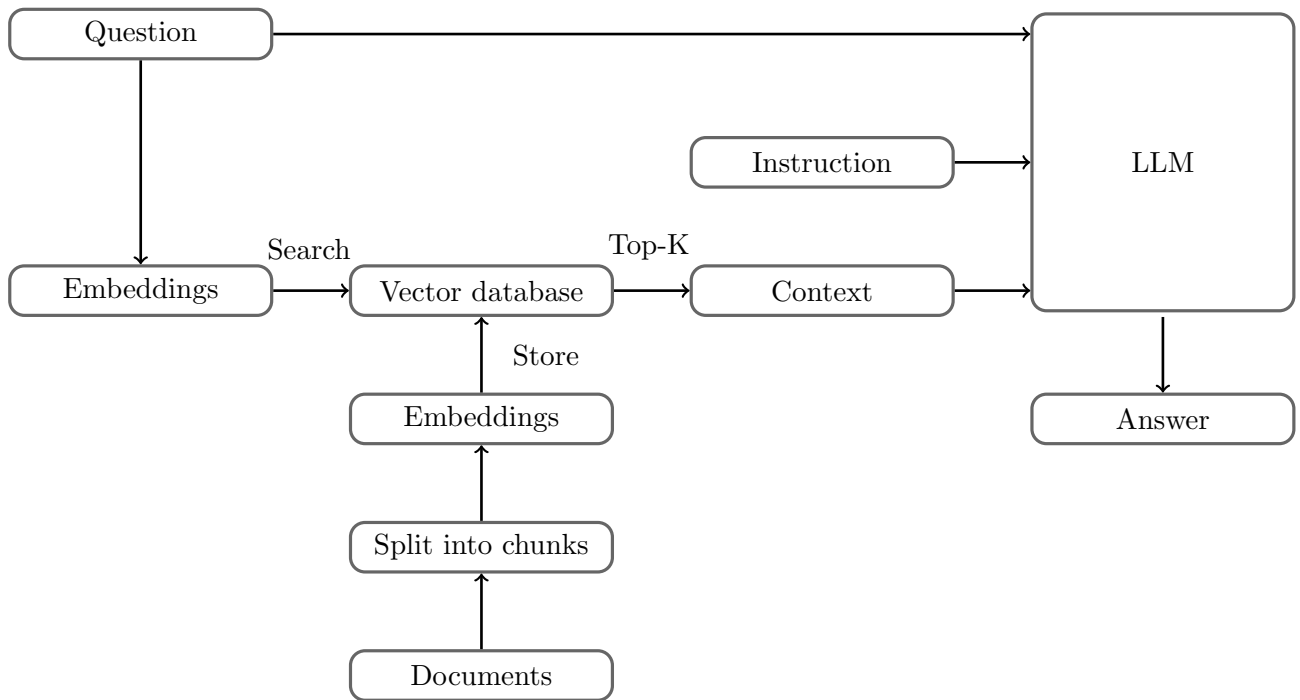 Question
LLM
Instruction
Search
Top-K
Embeddings
Vector database
Context
Store
Embeddings
Answer
Split into chunks
Documents